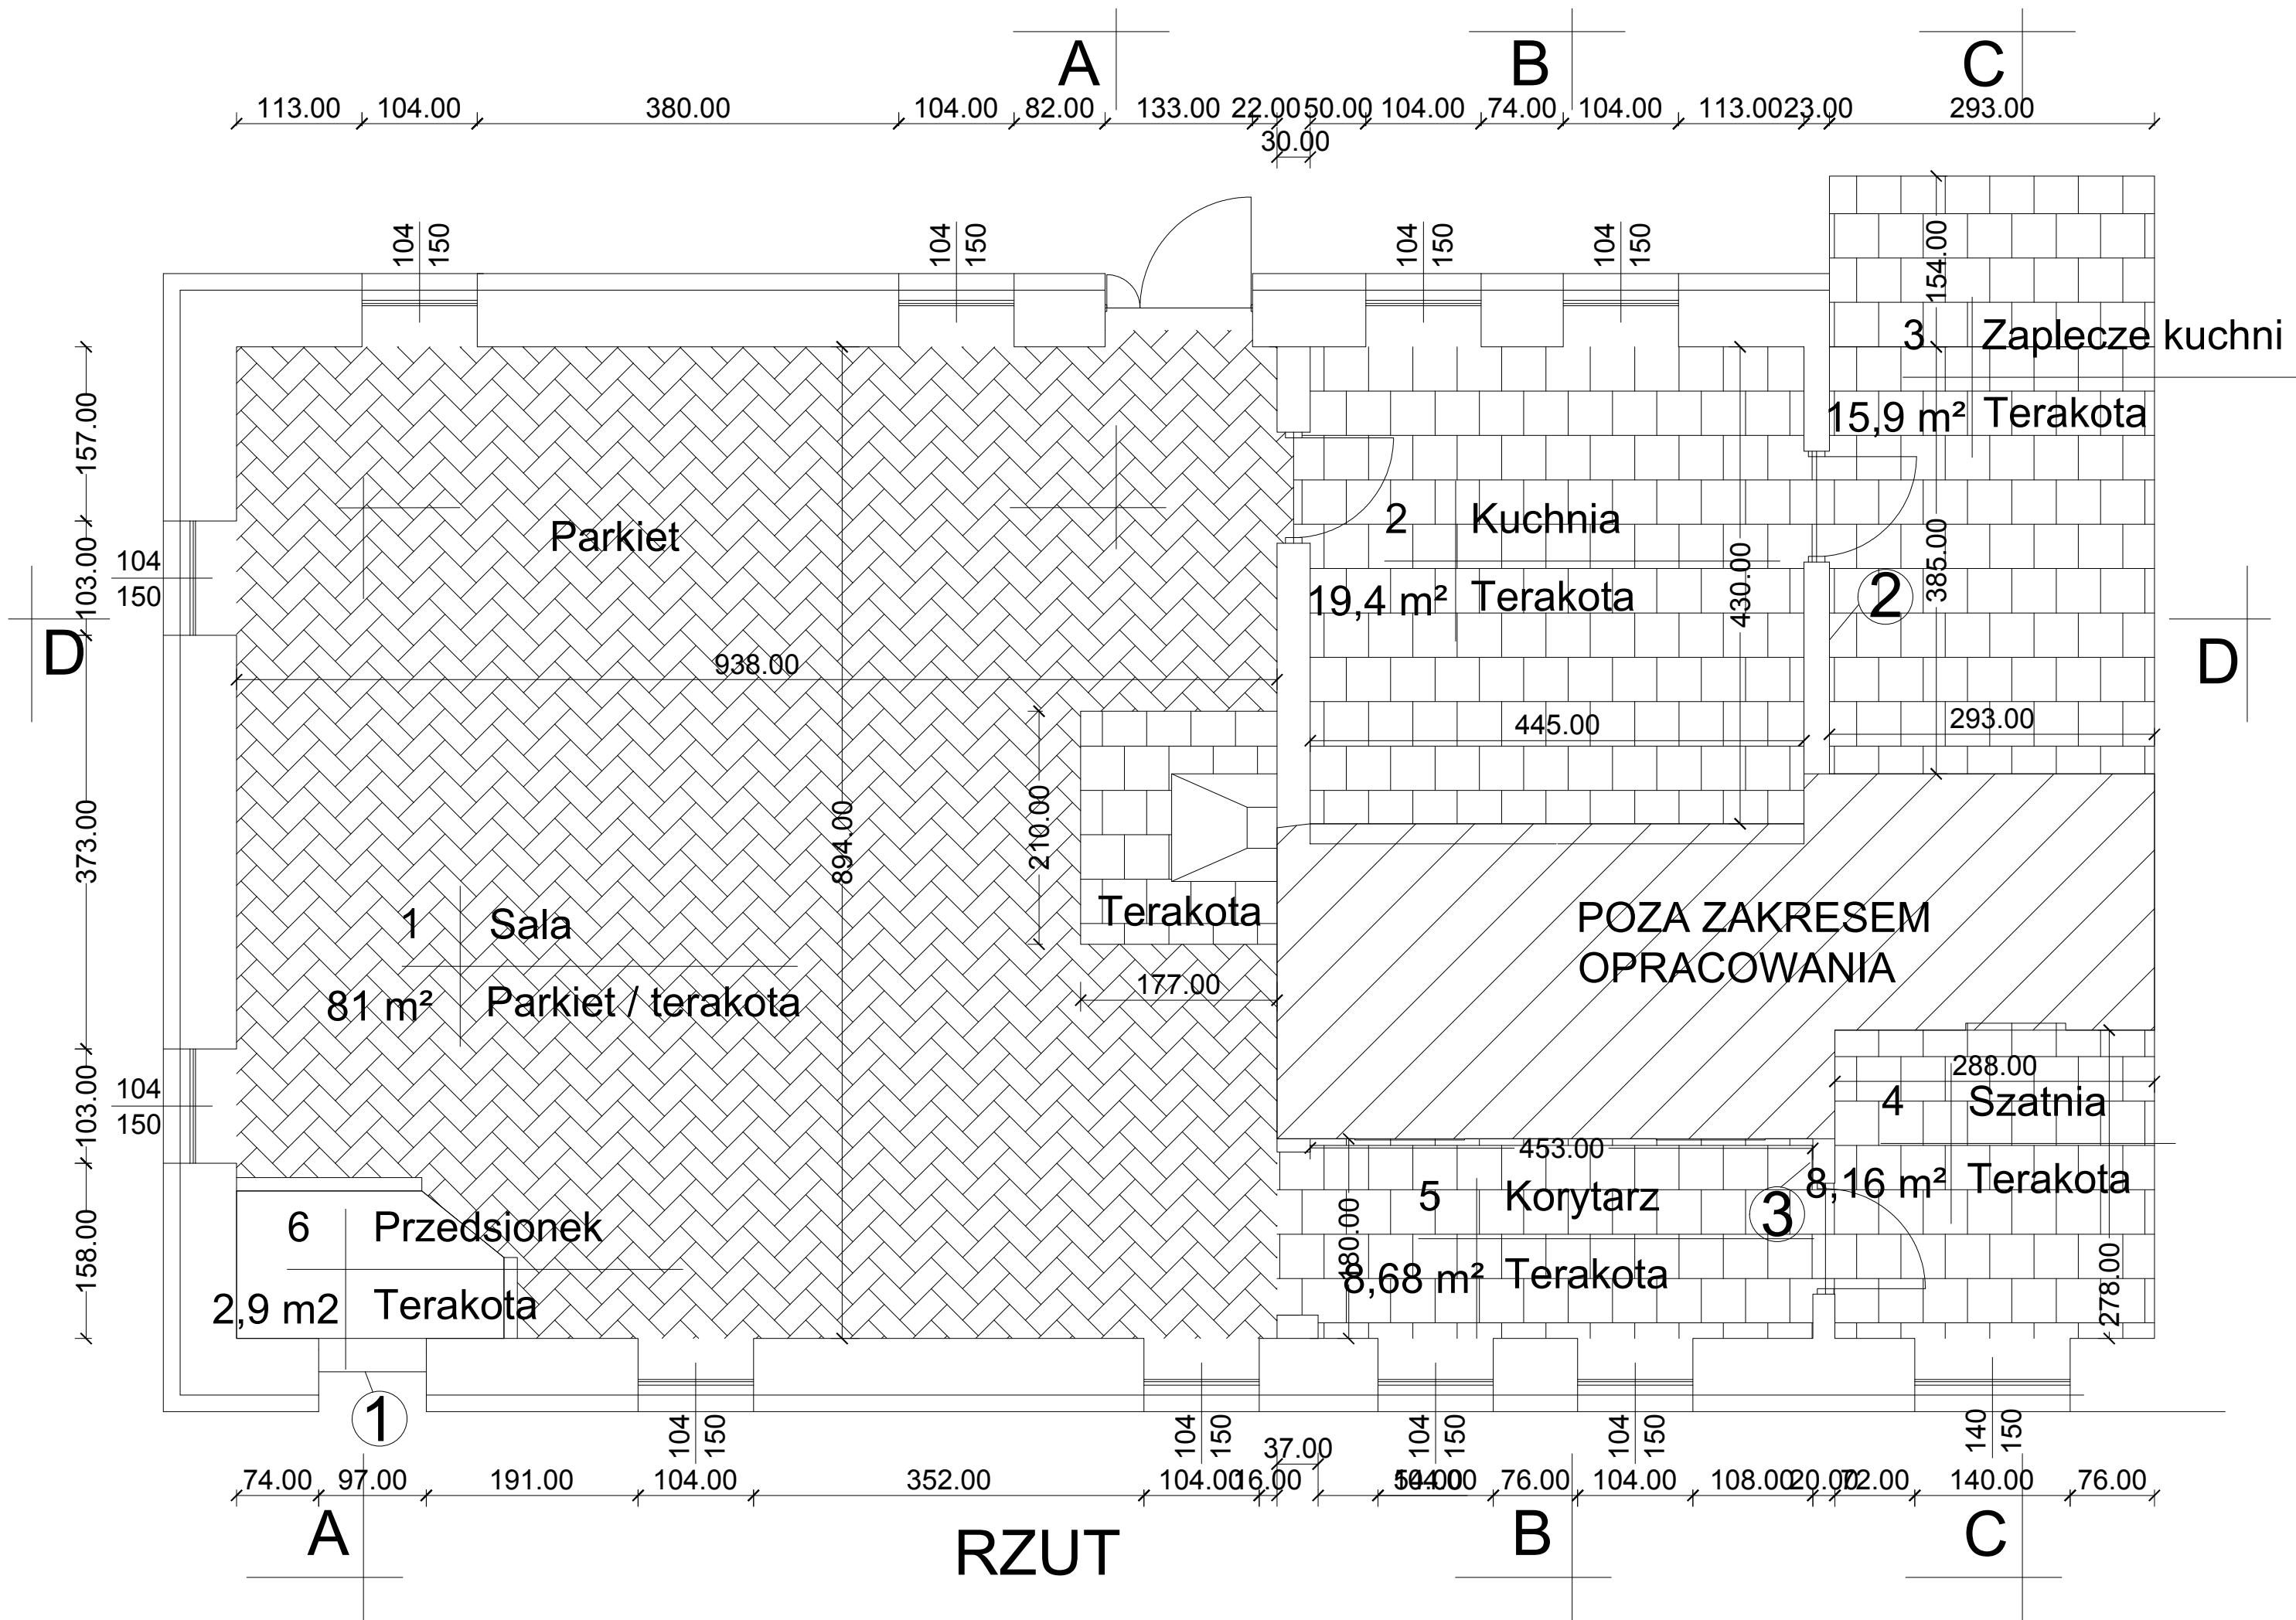 A B C
113.00 104.00 380.00 104.00 82.00 133.00 22.00 50.00 104.00 74.00 104.00 113.00 23.00 293.00
30.00
104 150
104 150
104 150
104 150
154.00
3 Zaplecze kuchni
15,9 m² Terakota
157.00
Parkiet
2 Kuchnia
19,4 m² Terakota
430.00
385.00
2
103.00
104
150
D
D
938.00
445.00
293.00
210.00
894.00
373.00
1 Sala
81 m² Parkiet / terakota
Terakota
177.00
POZA ZAKRESEM
OPRACOWANIA
103.00
104
150
288.00
4 Szatnia
8,16 m² Terakota
453.00
5 Korytarz
8,68 m² Terakota
180.00
3
278.00
158.00
6 Przedsionek
2,9 m2 Terakota
1
104 150
104 150
104 150
104 150
140 150
37.00
74.00 97.00 191.00 104.00 352.00 104.00 16.00 104.00 76.00 104.00 108.00 20.00 72.00 140.00 76.00
A B C
RZUT